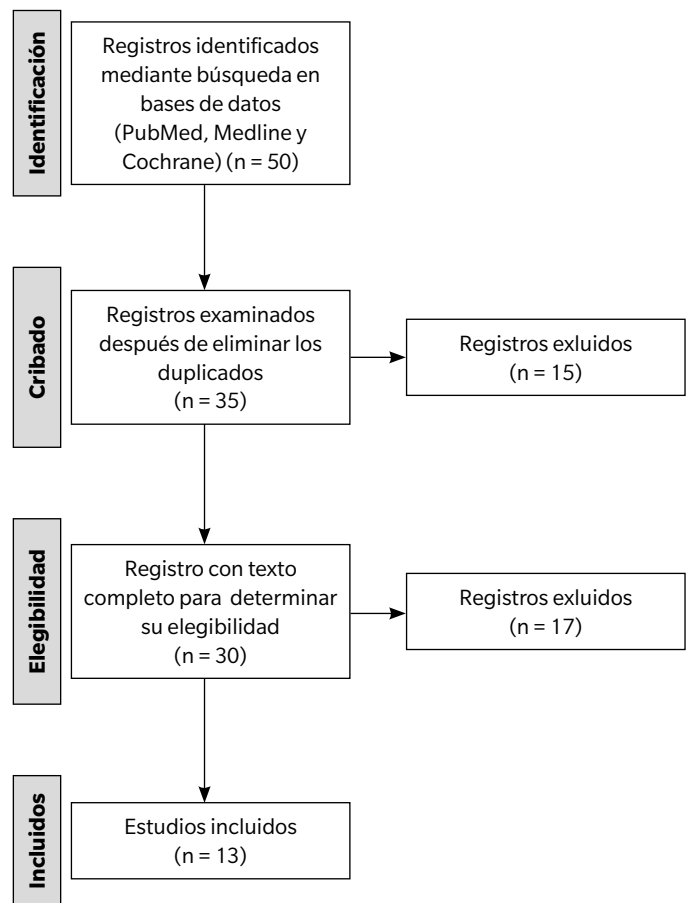 Identificación
Registros identificados
mediante búsqueda en
bases de datos
(PubMed, Medline y
Cochrane) (n = 50)
Cribado
Registros examinados
después de eliminar los
duplicados
(n = 35)
Registros exluidos
(n = 15)
Elegibilidad
Registro con texto
completo para determinar
su elegibilidad
(n = 30)
Registros exluidos
(n = 17)
Incluidos
Estudios incluidos
(n = 13)